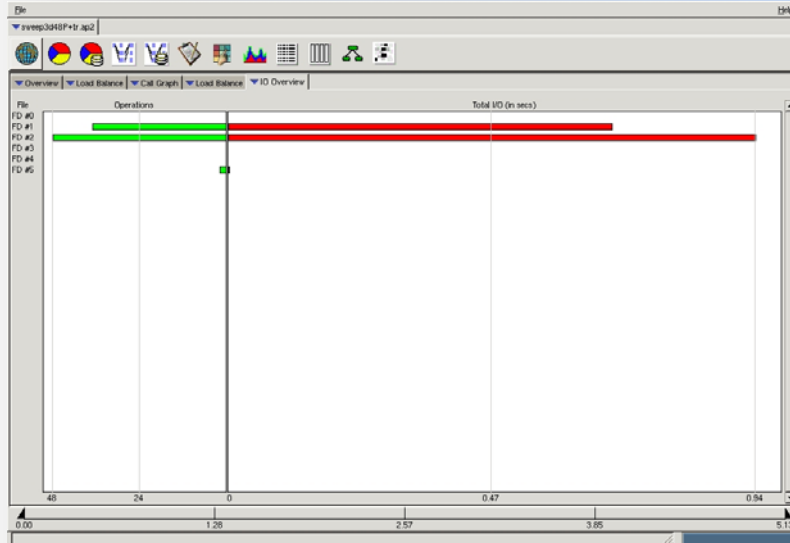 File Help
sweep3d48P+tr.ap2
Overview Load Balance Call Graph Load Balance IO Overview
File Operations Total I/O (in secs)
FD #0
FD #1
FD #2
FD #3
FD #4
FD #5
48 24 0 0.47 0.94
0.00 1.28 2.57 3.85 5.13